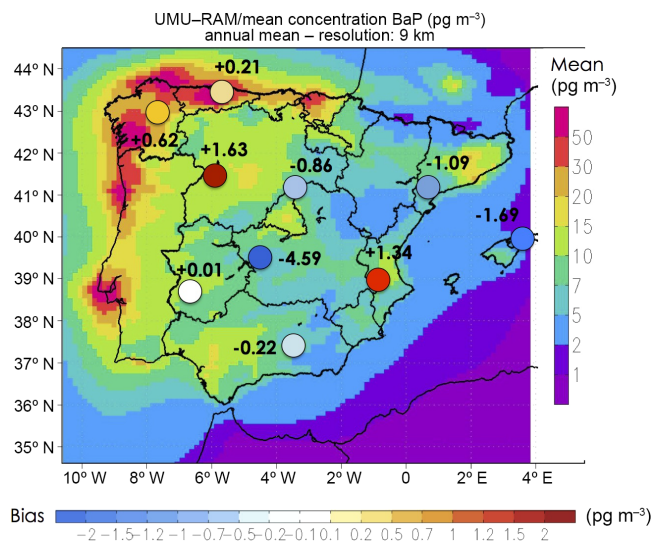 UMU–RAM/mean concentration BaP (pg m⁻³)
annual mean – resolution: 9 km
44° N
43° N
42° N
41° N
40° N
39° N
38° N
37° N
36° N
35° N
10° W 8° W 6° W 4° W 2° W 0 2° E 4° E
+0.21
+0.62
+1.63
-0.86
-1.09
-1.69
-4.59
+1.34
+0.01
-0.22
Mean
(pg m⁻³)
50
30
20
15
10
7
5
2
1
Bias
(pg m⁻³)
−2 −1.5 −1.2 −1 −0.7 −0.5 −0.2 −0.1 0.1 0.2 0.5 0.7 1 1.2 1.5 2